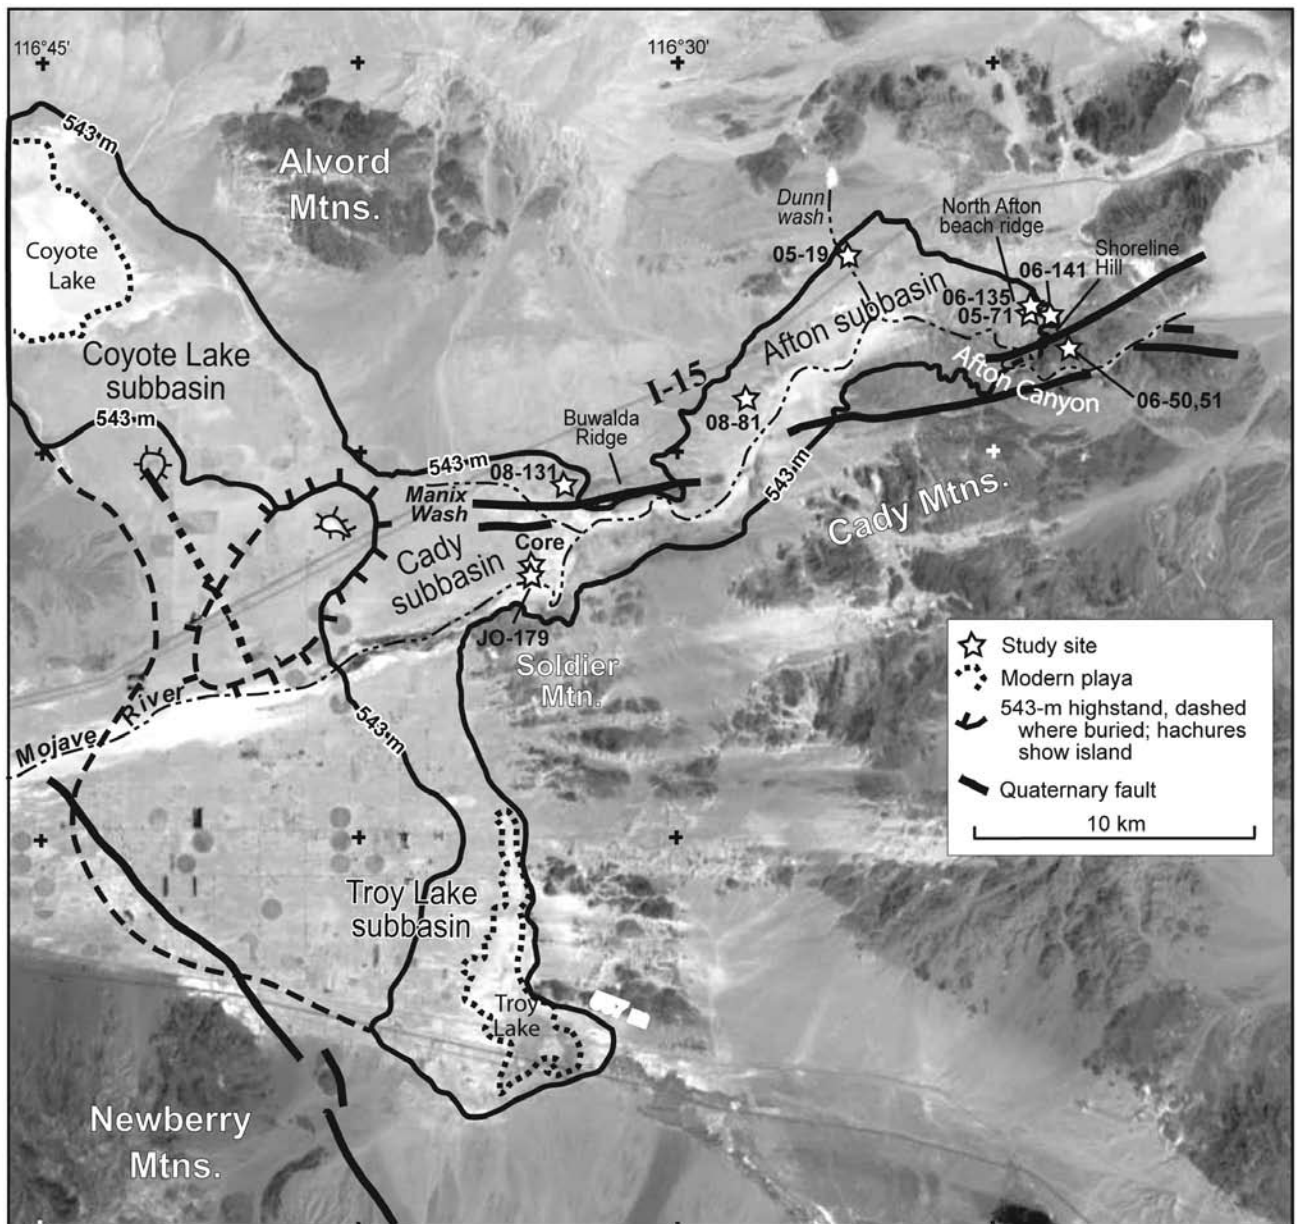 116°45'
116°30'
543 m
Alvord
Mtns.
Coyote
Lake
Dunn
wash
North Afton
beach ridge
05-19
06-141
Shoreline
Hill
06-135
05-71
Afton subbasin
Coyote Lake
subbasin
I-15
Afton Canyon
06-50,51
543 m
08-81
Buwalda
Ridge
543 m
08-131
Manix
Wash
543 m
Cady Mtns.
Core
Cady
subbasin
JO-179
Soldier
Mtn.
Mojave River
543 m
Troy Lake
subbasin
Troy
Lake
Newberry
Mtns.
Study site
Modern playa
543-m highstand, dashed
where buried; hachures
show island
Quaternary fault
10 km